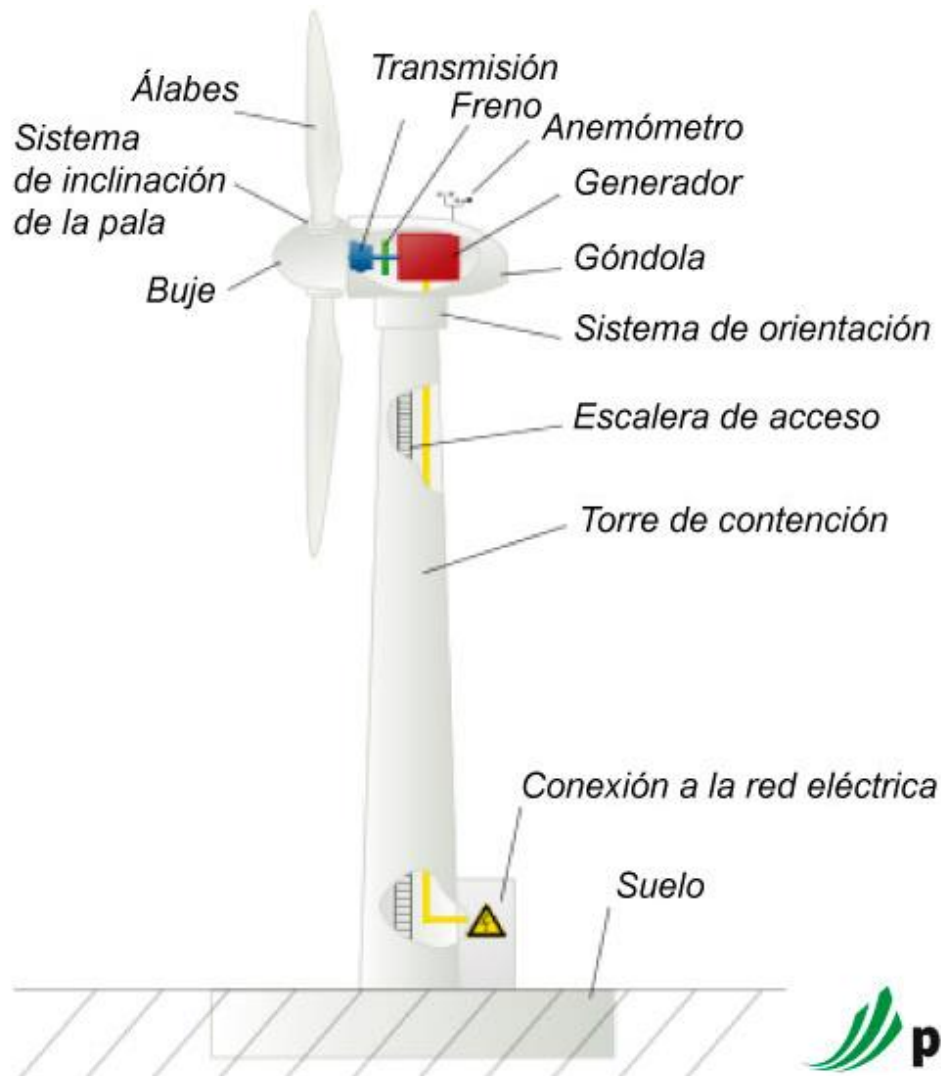 Transmisión
Álabes
Freno
Anemómetro
Sistema
de inclinación
de la pala
Generador
Góndola
Buje
Sistema de orientación
Escalera de acceso
Torre de contención
Conexión a la red eléctrica
Suelo
p